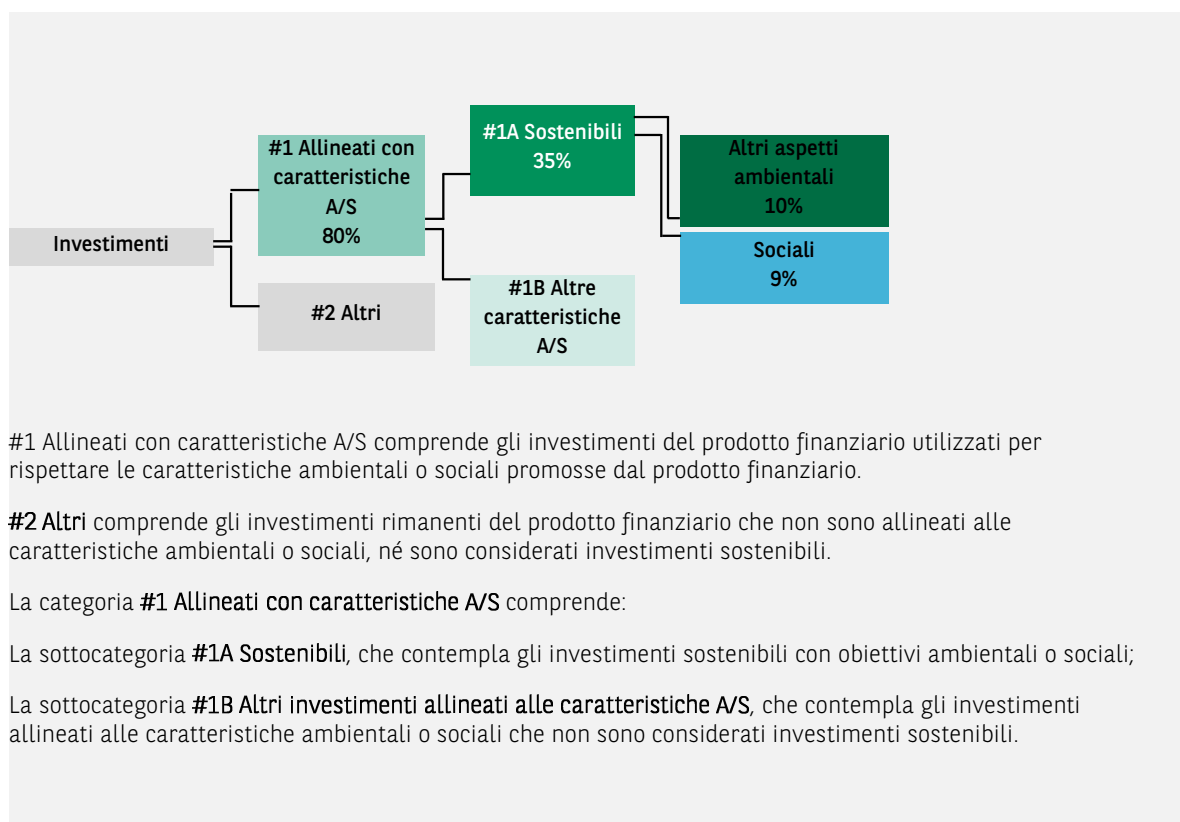 #1A Sostenibili
35%
#1 Allineati con
caratteristiche
A/S
80%
Altri aspetti
ambientali
10%
Investimenti
Sociali
9%
#2 Altri
#1B Altre
caratteristiche
A/S
#1 Allineati con caratteristiche A/S comprende gli investimenti del prodotto finanziario utilizzati per
rispettare le caratteristiche ambientali o sociali promosse dal prodotto finanziario.
#2 Altri comprende gli investimenti rimanenti del prodotto finanziario che non sono allineati alle
caratteristiche ambientali o sociali, né sono considerati investimenti sostenibili.
La categoria #1 Allineati con caratteristiche A/S comprende:
La sottocategoria #1A Sostenibili, che contempla gli investimenti sostenibili con obiettivi ambientali o sociali;
La sottocategoria #1B Altri investimenti allineati alle caratteristiche A/S, che contempla gli investimenti
allineati alle caratteristiche ambientali o sociali che non sono considerati investimenti sostenibili.